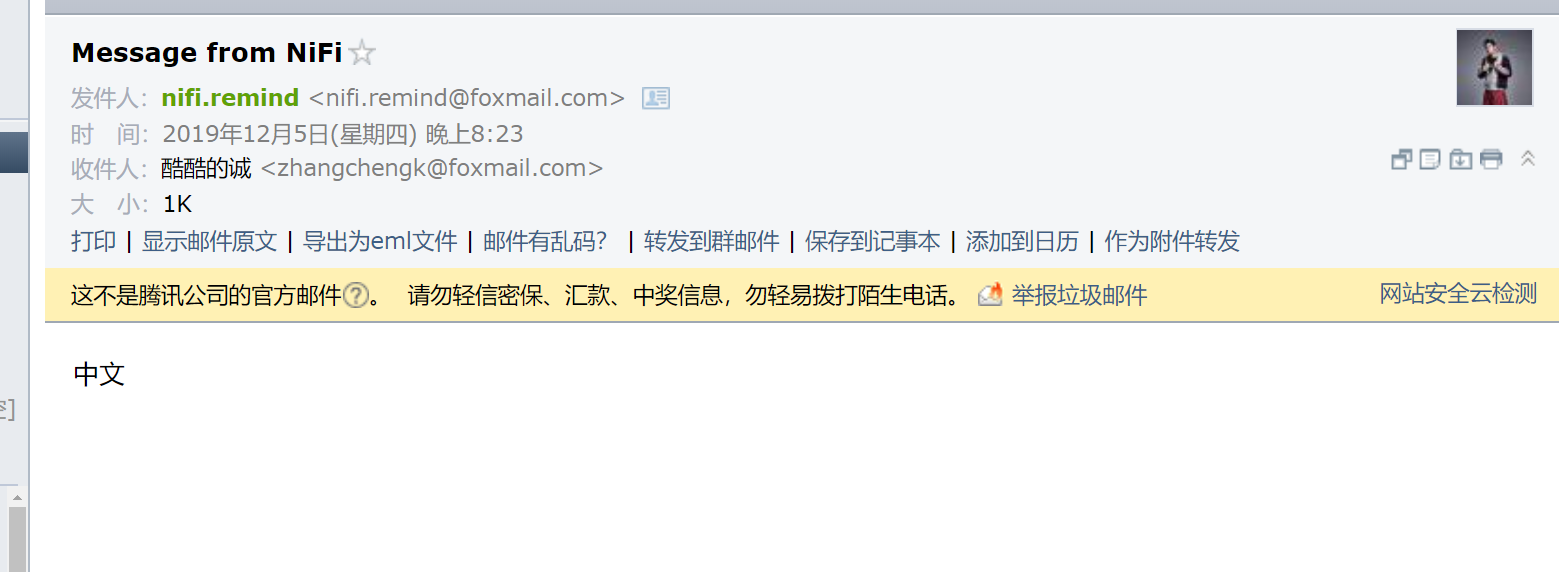 Message from NiFi
发件人： nifi.remind <nifi.remind@foxmail.com>
时 间： 2019年12月5日(星期四) 晚上8:23
收件人： 酷酷的诚 <zhangchengk@foxmail.com>
大 小： 1K
打印 | 显示邮件原文 | 导出为eml文件 | 邮件有乱码？ | 转发到群邮件 | 保存到记事本 | 添加到日历 | 作为附件转发
这不是腾讯公司的官方邮件?。 请勿轻信密保、汇款、中奖信息，勿轻易拨打陌生电话。 举报垃圾邮件 网站安全云检测
中文